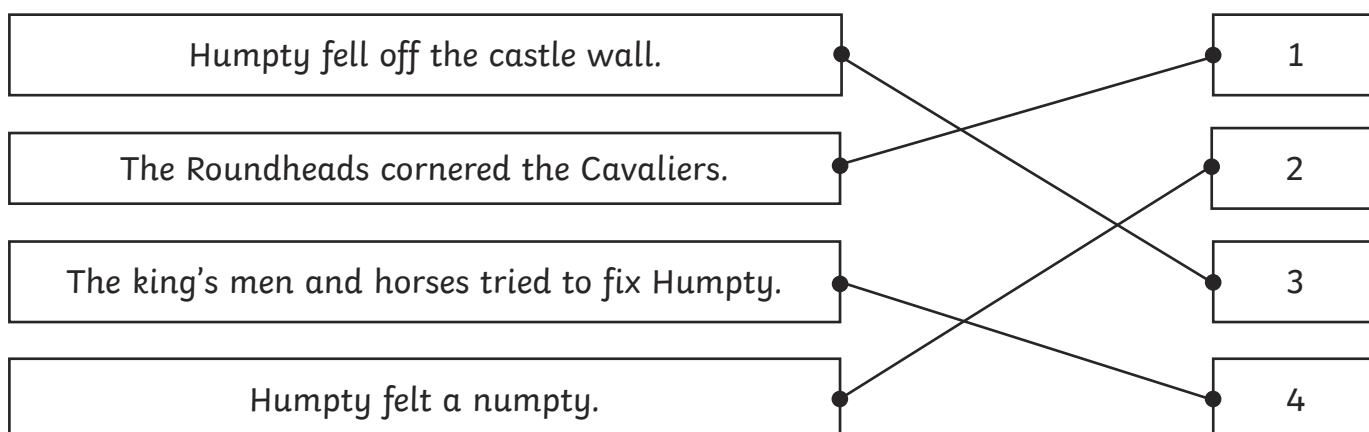 Humpty fell off the castle wall. 1
The Roundheads cornered the Cavaliers. 2
The king's men and horses tried to fix Humpty. 3
Humpty felt a numpty. 4